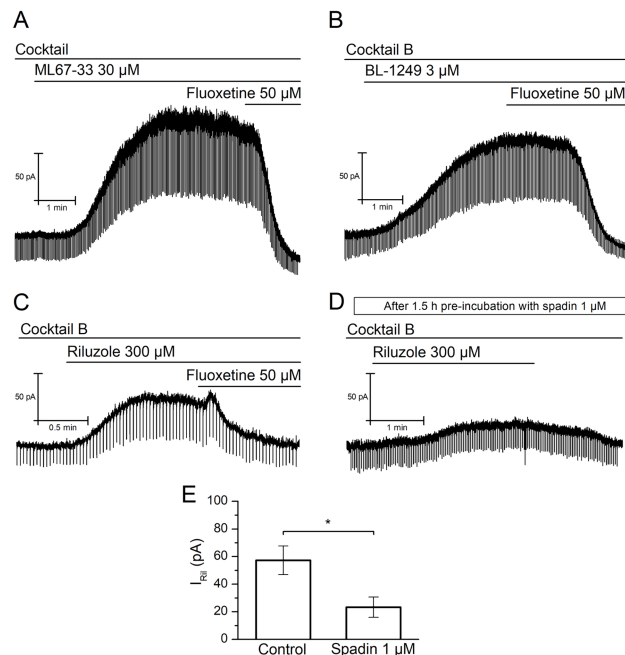 A
Cocktail
ML67-33 30 µM
Fluoxetine 50 µM
50 pA
1 min
B
Cocktail B
BL-1249 3 µM
Fluoxetine 50 µM
50 pA
1 min
C
Cocktail B
Riluzole 300 µM
Fluoxetine 50 µM
50 pA
0.5 min
D
After 1.5 h pre-incubation with spadin 1 µM
Cocktail B
Riluzole 300 µM
50 pA
1 min
E
100
80
60
40
20
0
I_Ril (pA)
*
Control
Spadin 1 µM